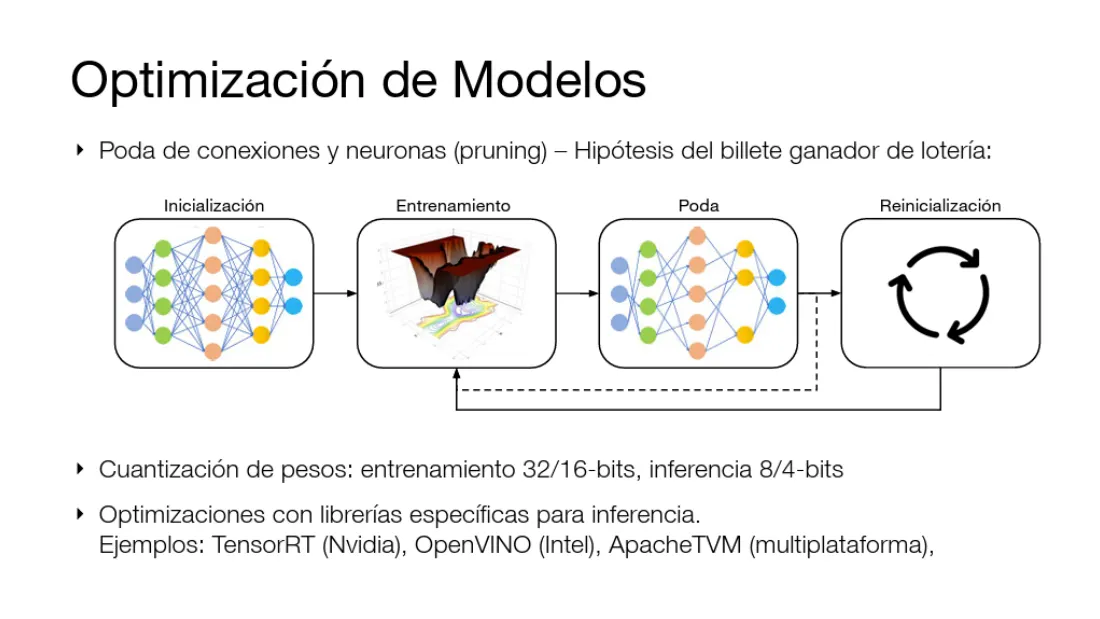 Optimización de Modelos
Poda de conexiones y neuronas (pruning) – Hipótesis del billete ganador de lotería:
Inicialización
Entrenamiento
Poda
Reinicialización
Cuantización de pesos: entrenamiento 32/16-bits, inferencia 8/4-bits
Optimizaciones con librerías específicas para inferencia.
Ejemplos: TensorRT (Nvidia), OpenVINO (Intel), ApacheTVM (multiplataforma),